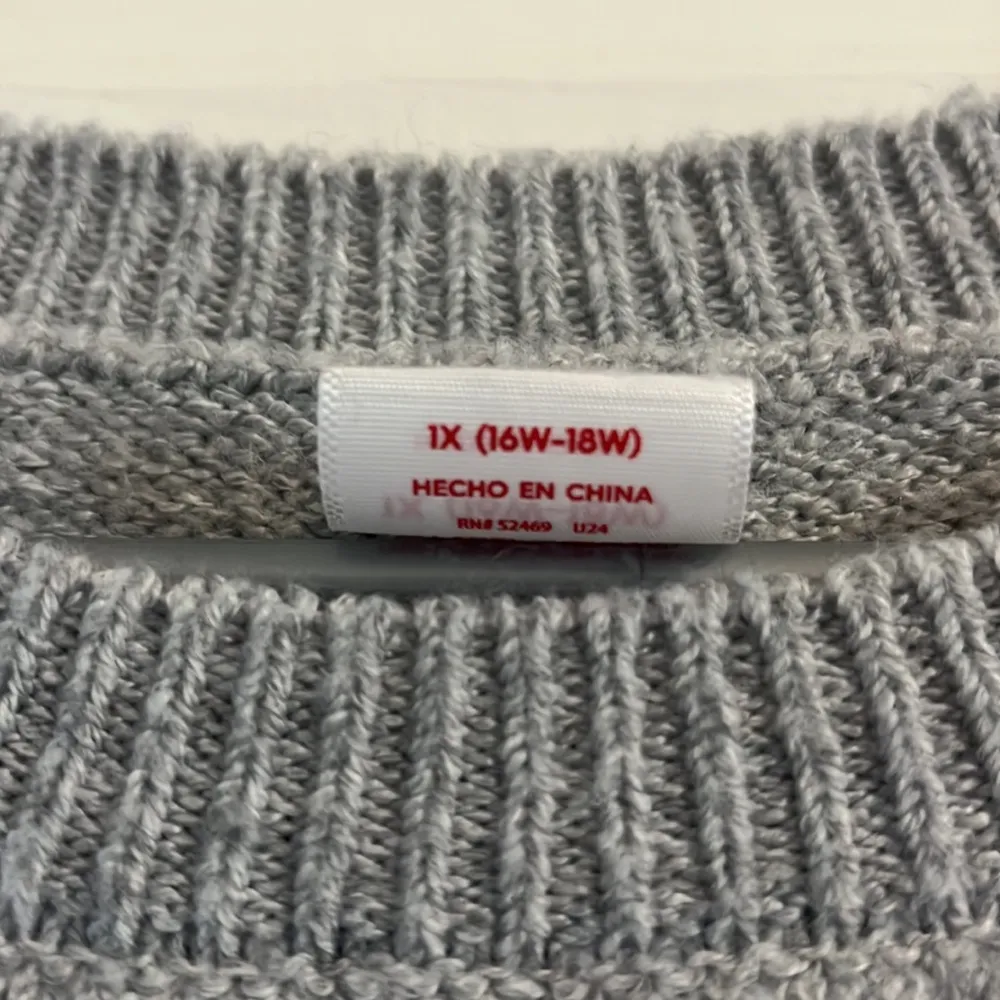 1X (16W-18W)
HECHO EN CHINA
RN# 52469 U24